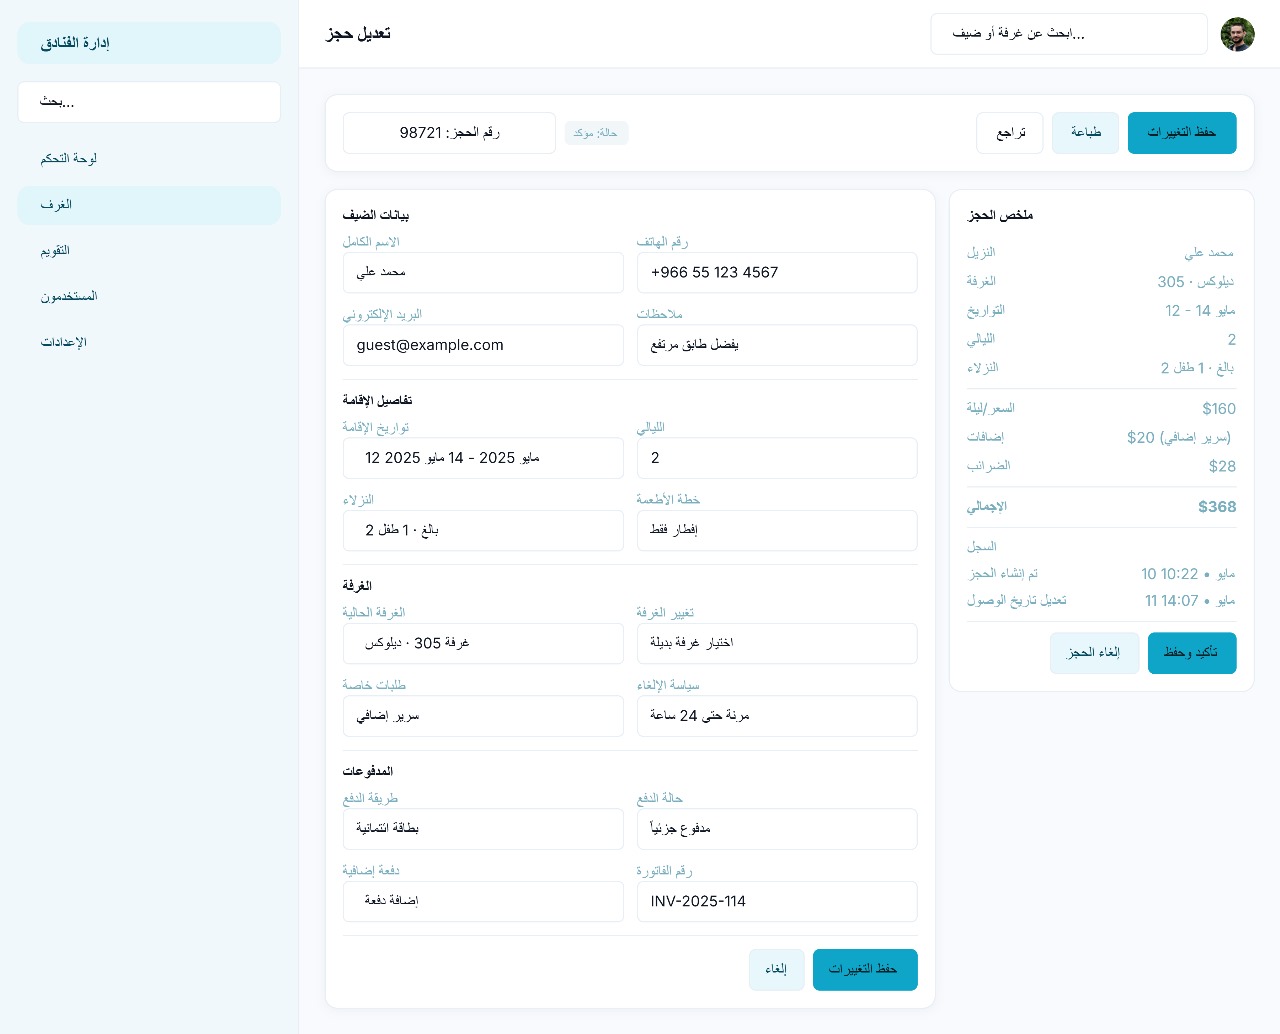 إدارة الفنادق
بحث...
لوحة التحكم
الغرف
التقويم
المستخدمون
الإعدادات
تعديل حجز
ابحث عن غرفة أو ضيف...
رقم الحجز: 98721
حالة: مؤكد
تراجع
طباعة
حفظ التغييرات
بيانات الضيف
الاسم الكامل
محمد علي
رقم الهاتف
+966 55 123 4567
البريد الإلكتروني
guest@example.com
ملاحظات
يفضل طابق مرتفع
تفاصيل الإقامة
تواريخ الإقامة
12 مايو 2025 - 14 مايو 2025
الليالي
2
النزلاء
2 بالغ · 1 طفل
خطة الأطعمة
إفطار فقط
الغرفة
الغرفة الحالية
غرفة 305 · ديلوكس
تغيير الغرفة
اختيار غرفة بديلة
طلبات خاصة
سرير إضافي
سياسة الإلغاء
مرنة حتى 24 ساعة
المدفوعات
طريقة الدفع
بطاقة ائتمانية
حالة الدفع
مدفوع جزئياً
دفعة إضافية
إضافة دفعة
رقم الفاتورة
INV-2025-114
إلغاء
حفظ التغييرات
ملخص الحجز
النزيل
محمد علي
الغرفة
ديلوكس · 305
التواريخ
12 - 14 مايو
الليالي
2
النزلاء
2 بالغ · 1 طفل
السعر/ليلة
$160
إضافات
$20 (سرير إضافي)
الضرائب
$28
الإجمالي
$368
السجل
تم إنشاء الحجز
10 مايو • 10:22
تعديل تاريخ الوصول
11 مايو • 14:07
إلغاء الحجز
تأكيد وحفظ